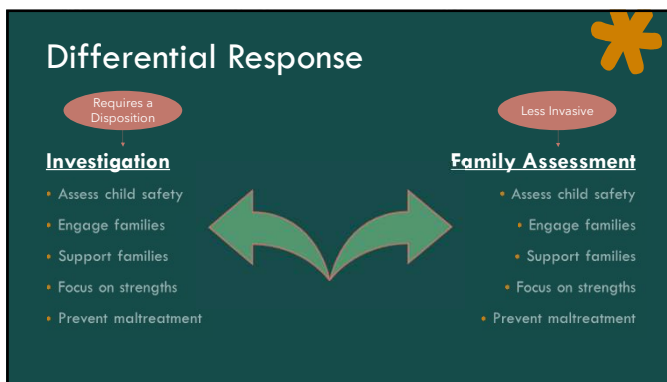 Differential Response
Requires a
Disposition
Investigation
• Assess child safety
• Engage families
• Support families
• Focus on strengths
• Prevent maltreatment
Less Invasive
Family Assessment
• Assess child safety
• Engage families
• Support families
• Focus on strengths
• Prevent maltreatment